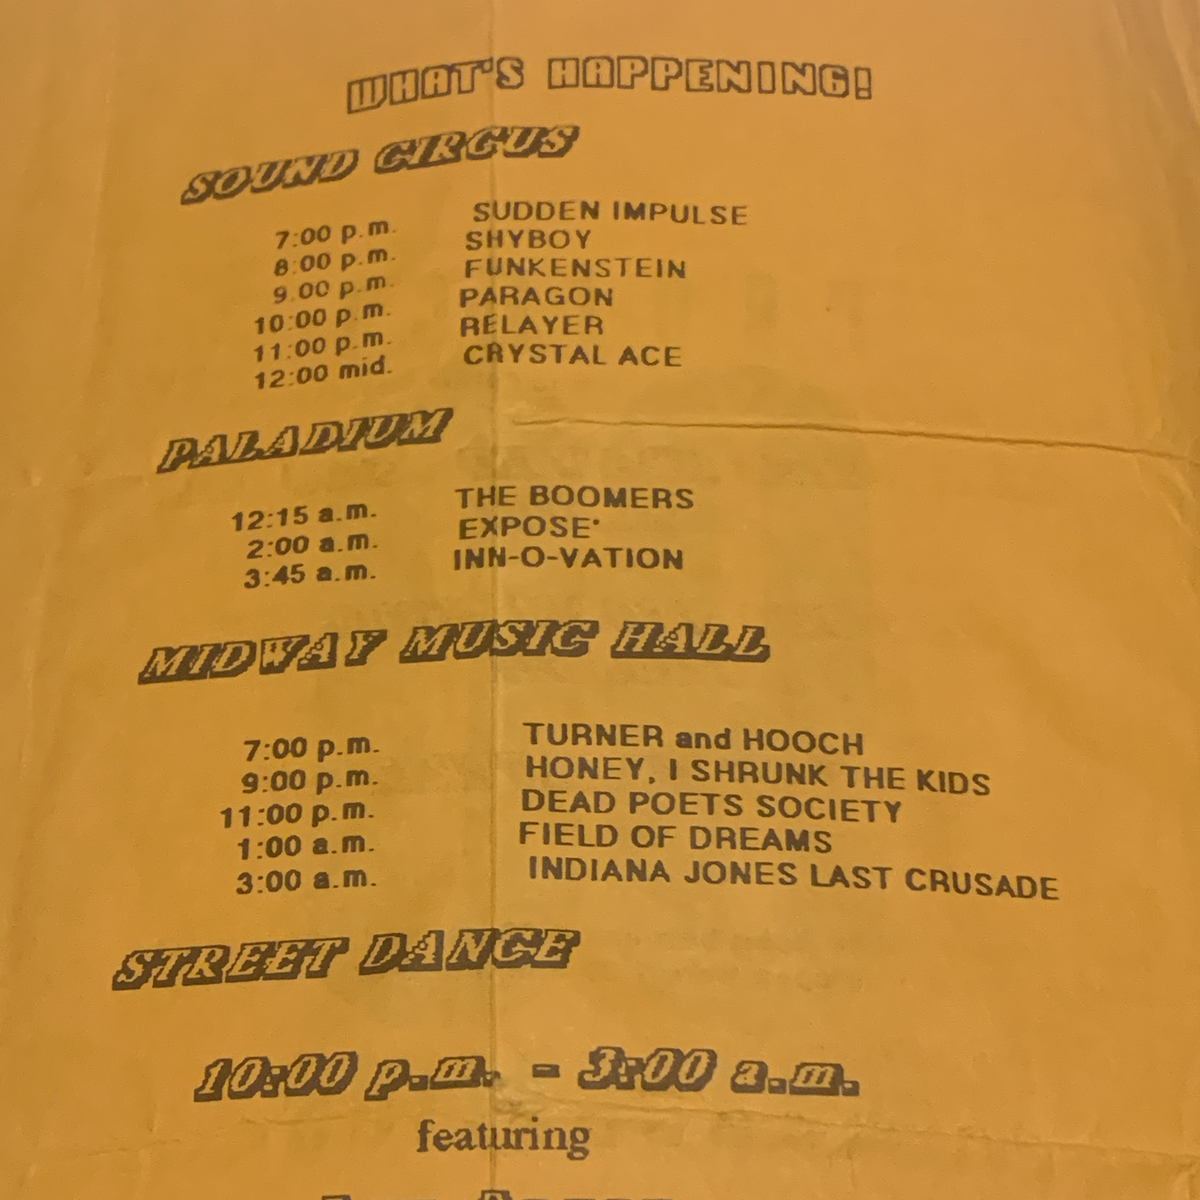 WHAT'S HAPPENING!
SOUND CIRCUS
7:00 p.m. SUDDEN IMPULSE
8:00 p.m. SHYBOY
9:00 p.m. FUNKENSTEIN
10:00 p.m. PARAGON
11:00 p.m. RELAYER
12:00 mid. CRYSTAL ACE
PALADIUM
12:15 a.m. THE BOOMERS
2:00 a.m. EXPOSE'
3:45 a.m. INN-O-VATION
MIDWAY MUSIC HALL
7:00 p.m. TURNER and HOOCH
9:00 p.m. HONEY, I SHRUNK THE KIDS
11:00 p.m. DEAD POETS SOCIETY
1:00 a.m. FIELD OF DREAMS
3:00 a.m. INDIANA JONES LAST CRUSADE
STREET DANCE
10:00 p.m. - 3:00 a.m.
featuring